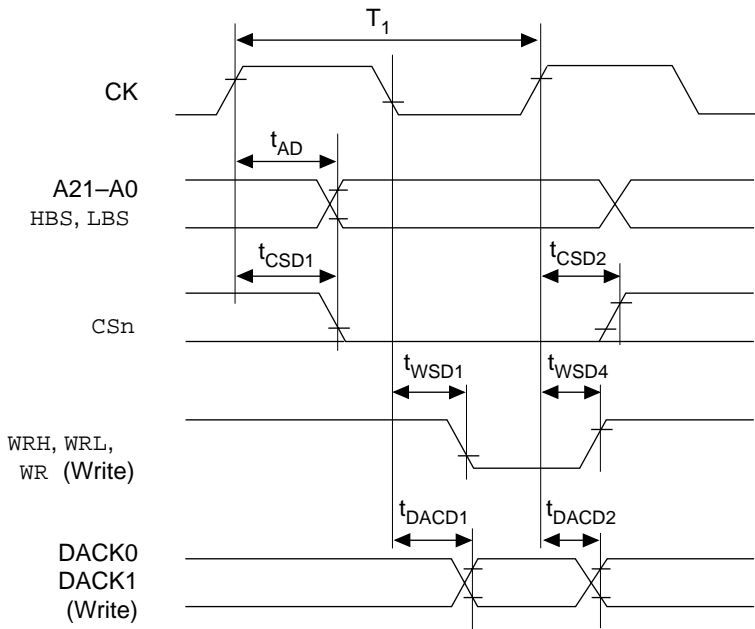 T1
CK
tAD
A21–A0
HBS, LBS
tCSD1
tCSD2
CSn
tWSD1
tWSD4
WRH, WRL,
WR (Write)
tDACD1
tDACD2
DACK0
DACK1
(Write)